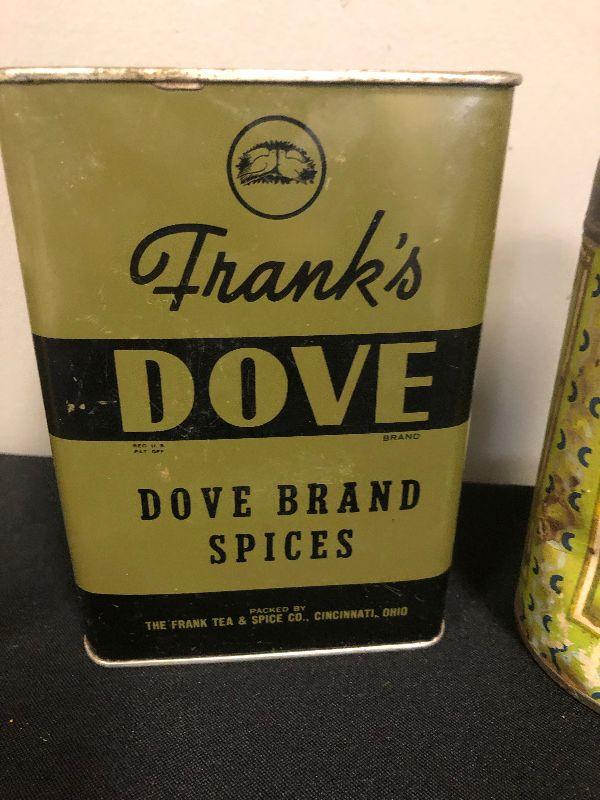 Frank's
DOVE
REG U.S.
PAT OFF
BRAND
DOVE BRAND
SPICES
PACKED BY
THE FRANK TEA & SPICE CO., CINCINNATI, OHIO